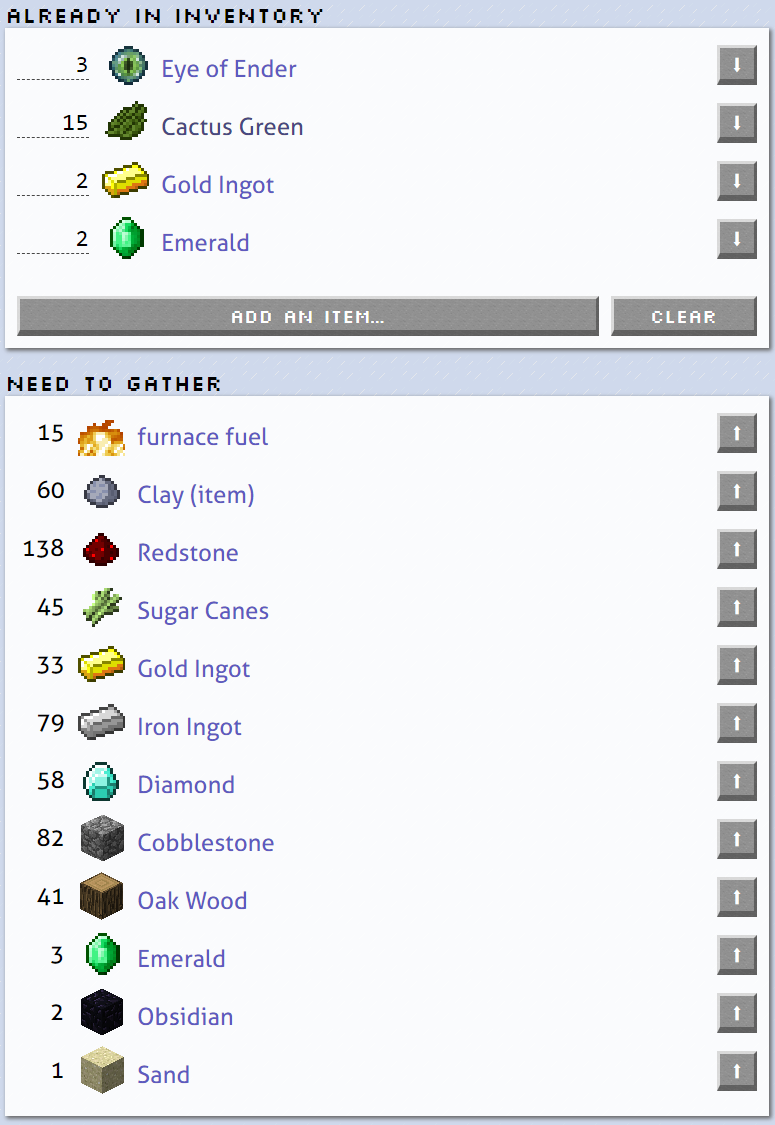 ALREADY IN INVENTORY
3 Eye of Ender
15 Cactus Green
2 Gold Ingot
2 Emerald
ADD AN ITEM... CLEAR
NEED TO GATHER
15 furnace fuel
60 Clay (item)
138 Redstone
45 Sugar Canes
33 Gold Ingot
79 Iron Ingot
58 Diamond
82 Cobblestone
41 Oak Wood
3 Emerald
2 Obsidian
1 Sand